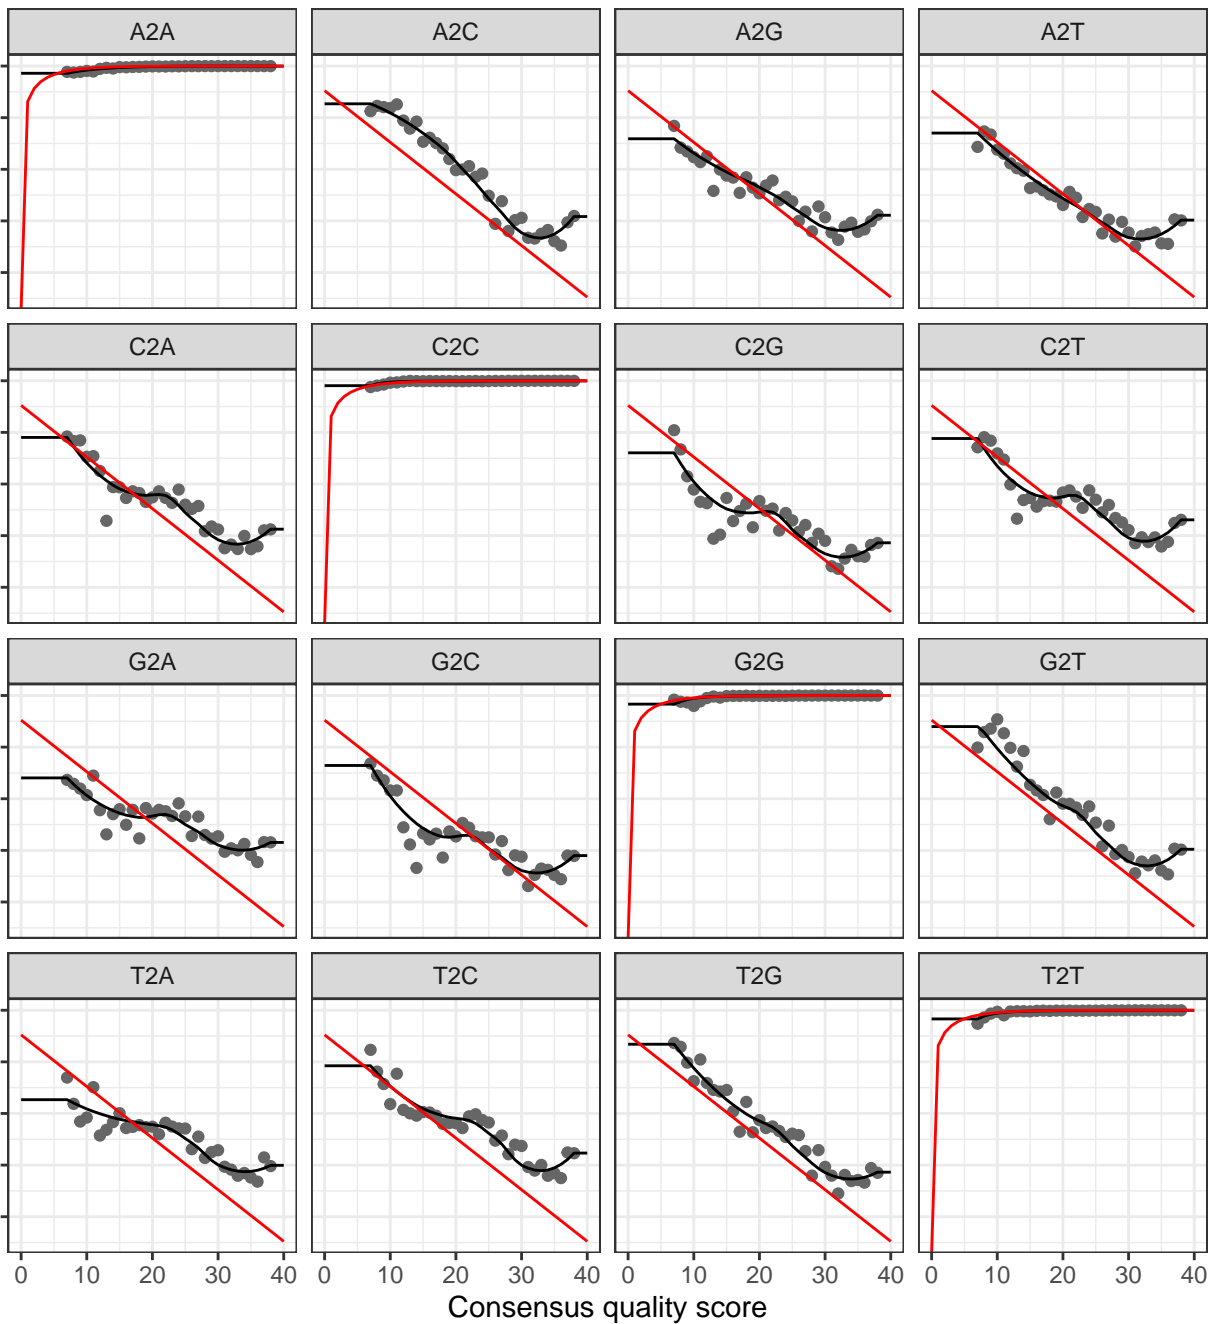 A2A A2C A2G A2T
C2A C2C C2G C2T
G2A G2C G2G G2T
T2A T2C T2G T2T
0 10 20 30 40 0 10 20 30 40 0 10 20 30 40 0 10 20 30 40
Consensus quality score